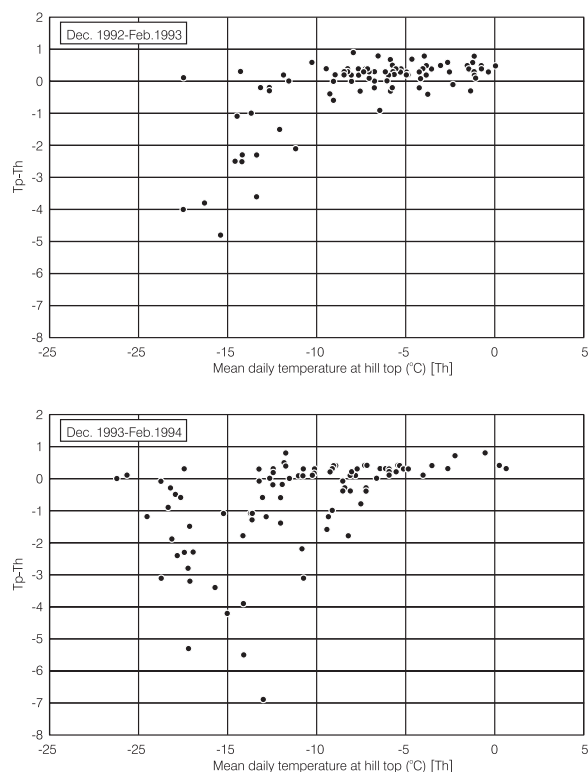 Dec. 1992-Feb.1993
2
1
0
-1
-2
-3
-4
-5
-6
-7
-8
Tp-Th
-25 -20 -15 -10 -5 0 5
Mean daily temperature at hill top (°C) [Th]
Dec. 1993-Feb.1994
2
1
0
-1
-2
-3
-4
-5
-6
-7
-8
Tp-Th
-25 -25 -15 -10 -5 0 5
Mean daily temperature at hill top (°C) [Th]